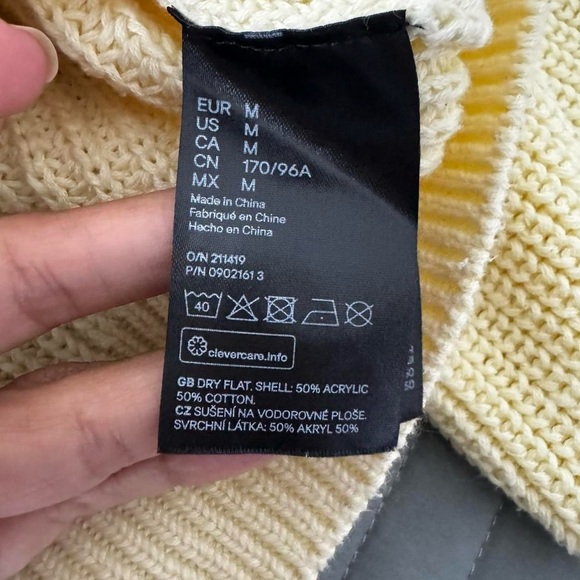 EUR M
US M
CA M
CN 170/96A
MX M
Made in China
Fabriqué en Chine
Hecho en China
O/N 211419
P/N 0902161 3
40
clevercare.info
GB DRY FLAT. SHELL: 50% ACRYLIC
50% COTTON.
CZ SUŠENÍ NA VODOROVNÉ PLOŠE.
SVRCHNÍ LÁTKA: 50% AKRYL 50%